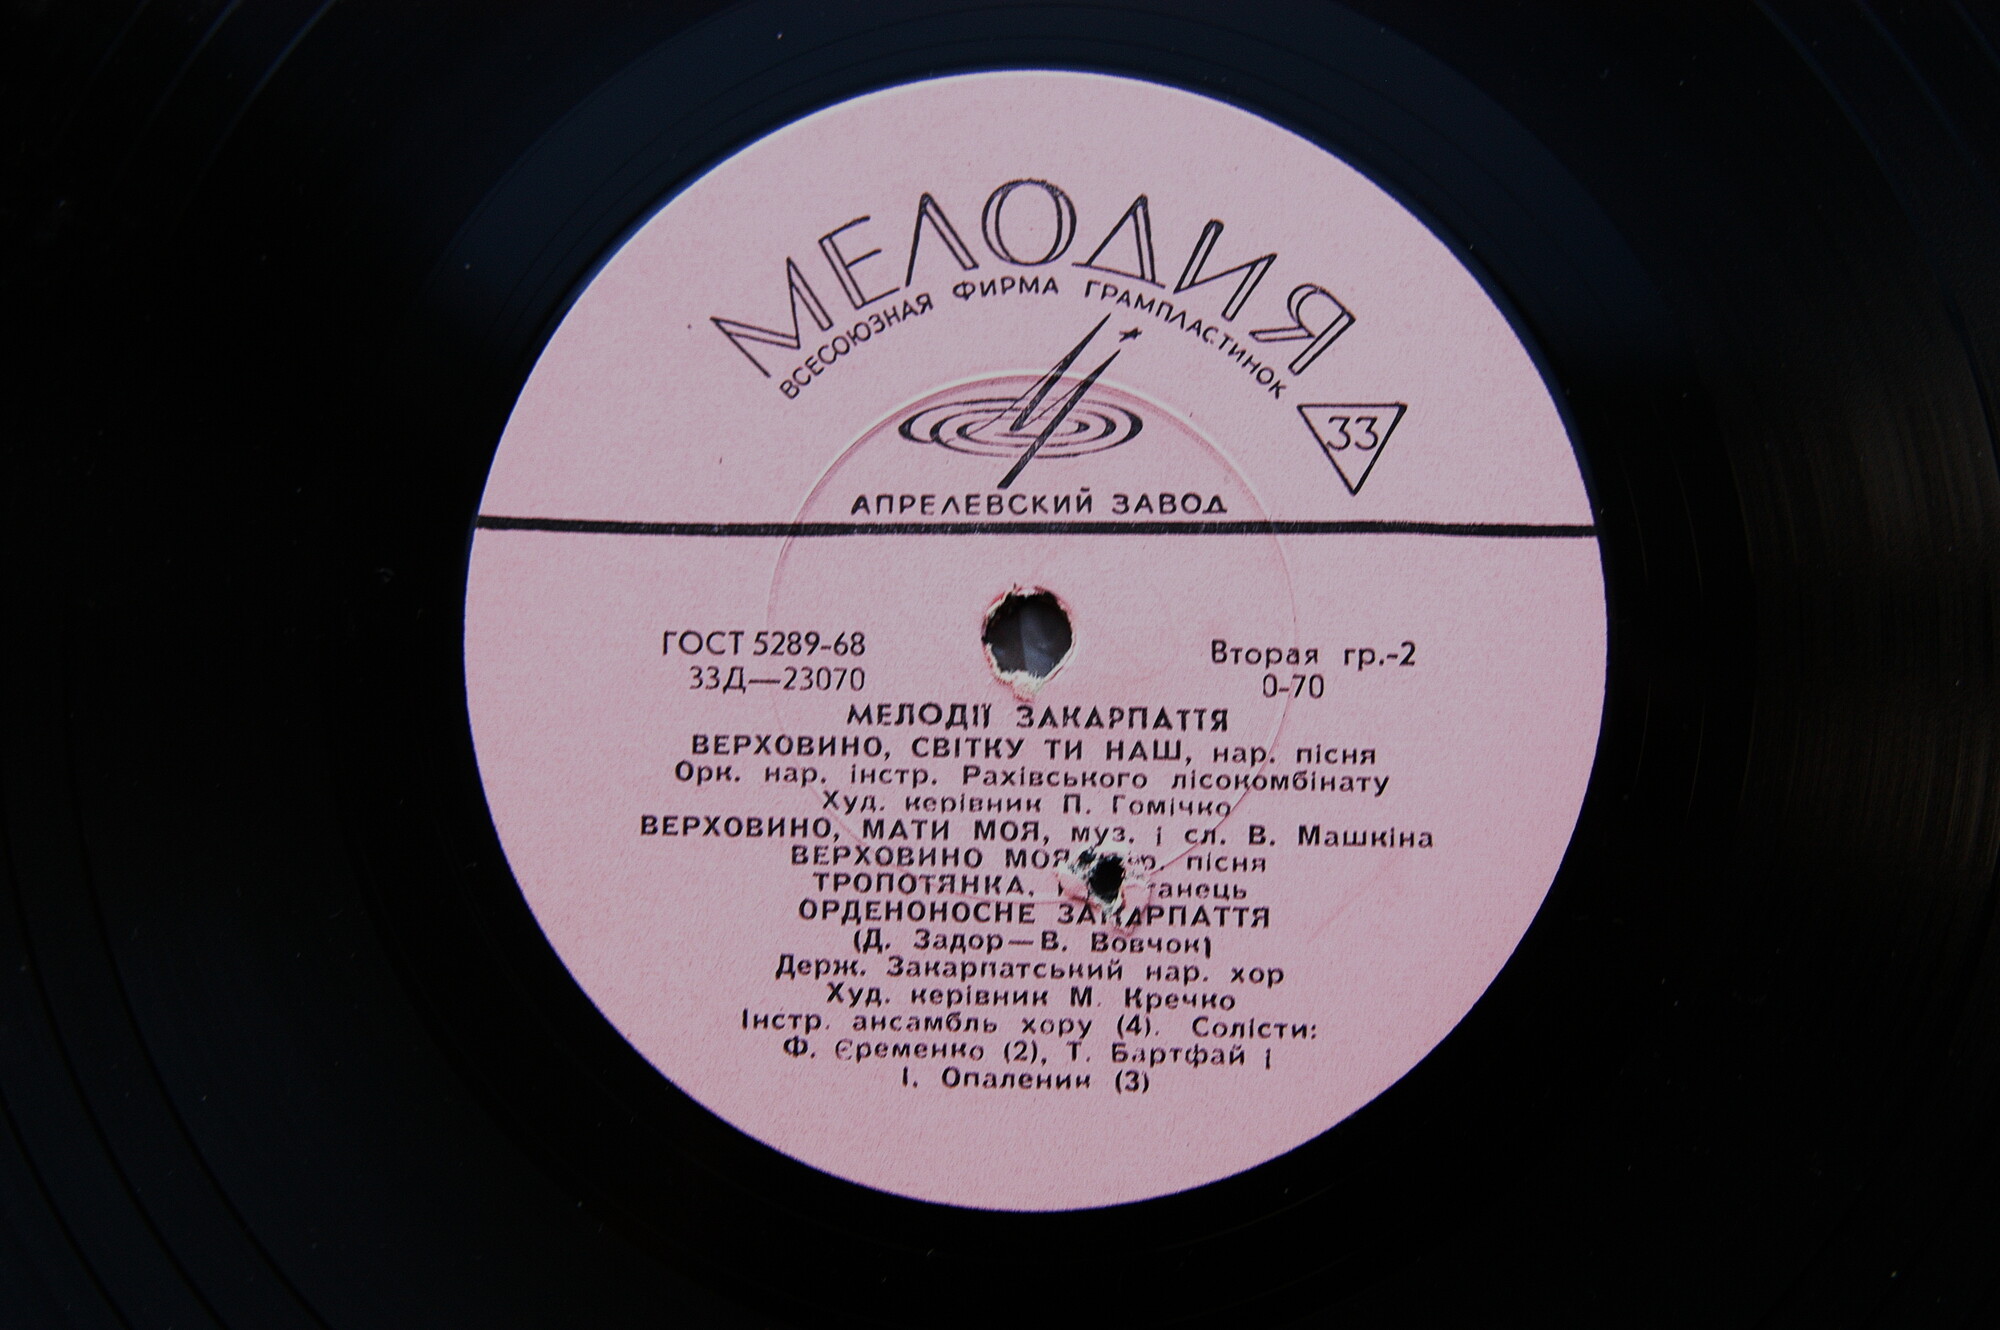 МЕЛОДИЯ
ВСЕСОЮЗНАЯ ФИРМА ГРАМПЛАСТИНОК
33
АПРЕЛЕВСКИЙ ЗАВОД
ГОСТ 5289-68
33Д—23070
Вторая гр.-2
0-70
МЕЛОДІЇ ЗАКАРПАТТЯ
ВЕРХОВИНО, СВІТКУ ТИ НАШ, нар. пісня
Орк. нар. інстр. Рахівського лісокомбінату
Худ. керівник П. Гомічко
ВЕРХОВИНО, МАТИ МОЯ, муз. і сл. В. Машкіна
ВЕРХОВИНО МОЯ пісня
ТРОПОТЯНКА, танець
ОРДЕНОНОСНЕ ЗАКАРПАТТЯ
(Д. Задор—В. Вовчок)
Держ. Закарпатський нар. хор
Худ. керівник М. Кречко
Інстр. ансамбль хору (4). Солісти:
Ф. Єременко (2), Т. Бартфай і
І. Опаленик (3)